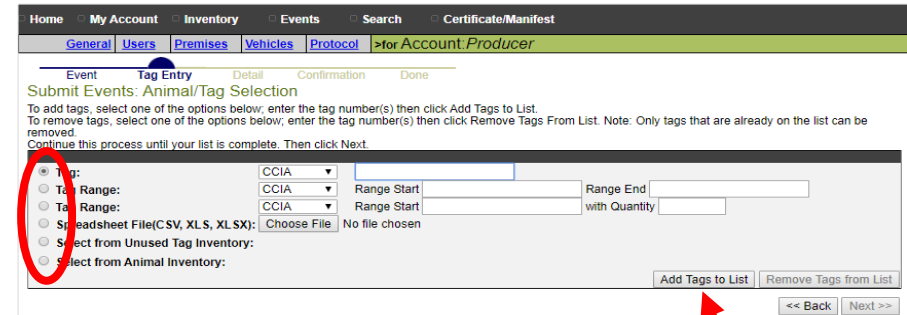 Home My Account Inventory Events Search Certificate/Manifest
General Users Premises Vehicles Protocol >for Account:Producer
Event Tag Entry Detail Confirmation Done
Submit Events: Animal/Tag Selection
To add tags, select one of the options below; enter the tag number(s) then click Add Tags to List.
To remove tags, select one of the options below; enter the tag number(s) then click Remove Tags From List. Note: Only tags that are already on the list can be
removed.
Continue this process until your list is complete. Then click Next.
Tag: CCIA
Tag Range: CCIA Range Start Range End
Tag Range: CCIA Range Start with Quantity
Spreadsheet File(CSV, XLS, XLSX): Choose File No file chosen
Select from Unused Tag Inventory:
Select from Animal Inventory:
Add Tags to List Remove Tags from List
<< Back Next >>